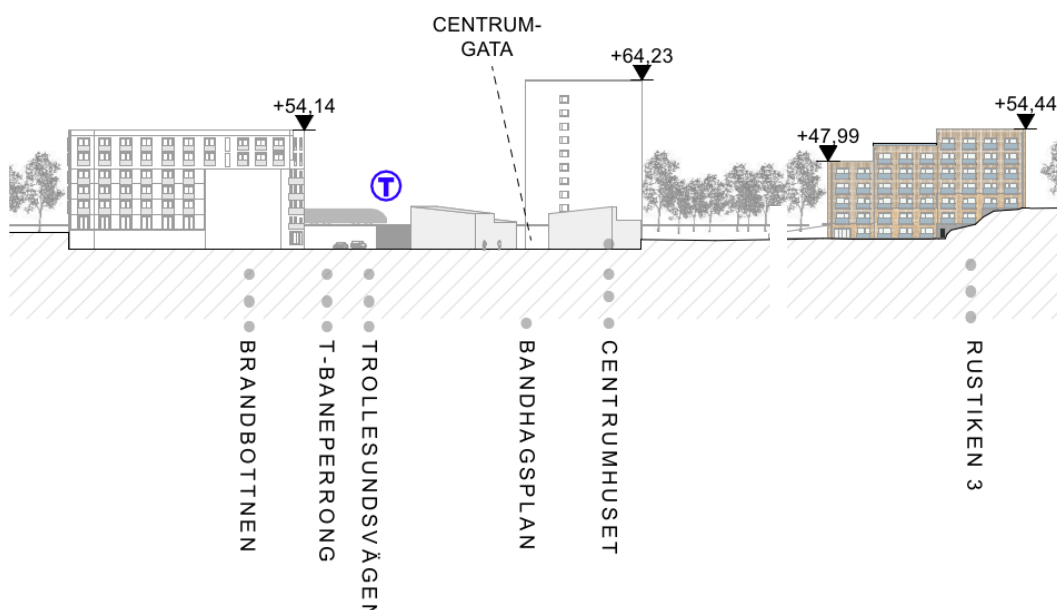 CENTRUM-
GATA
+64,23
+54,14
+54,44
+47,99
T
BRANDBOTTNEN
T-BANEPERRONG
TROLLESUNDSVÄGEN
BANDHAGSPLAN
CENTRUMHUSET
RUSTIKEN 3